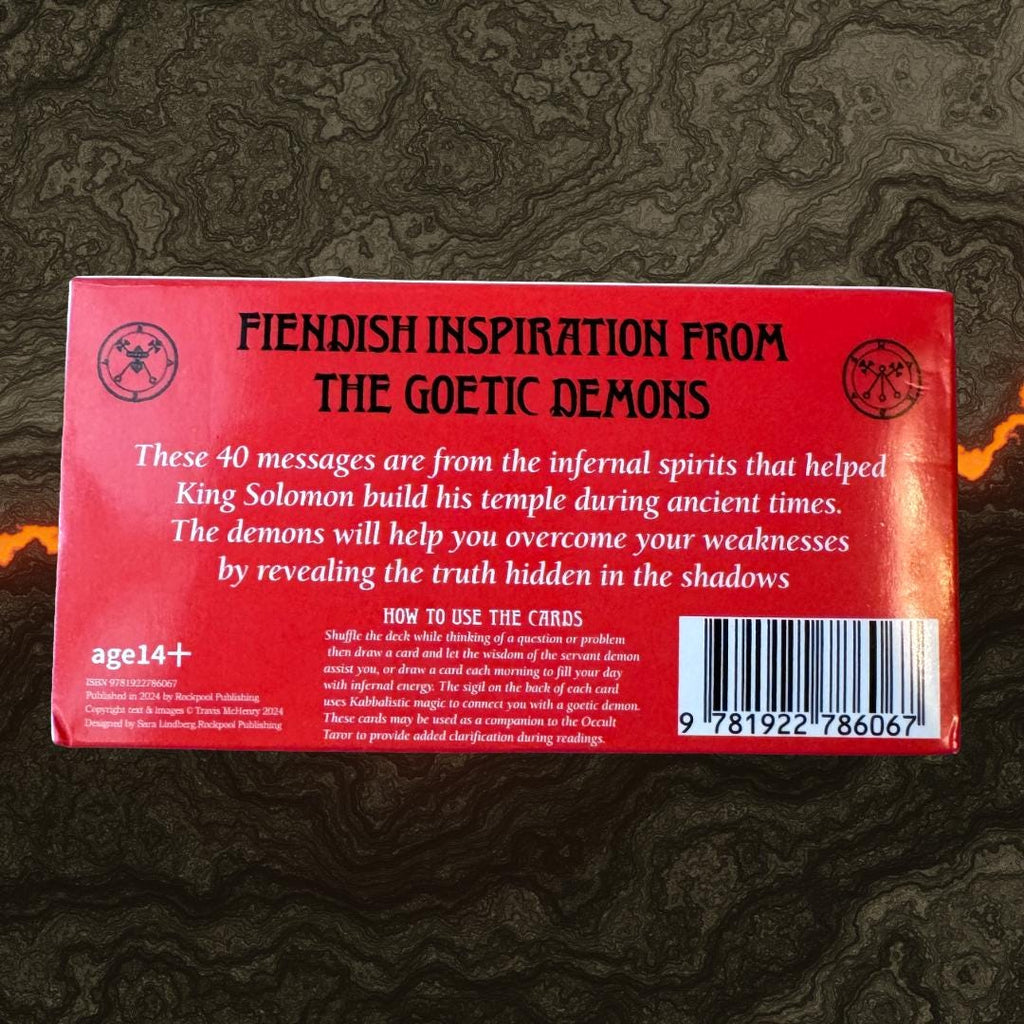 FIENDISH INSPIRATION FROM
THE GOETIC DEMONS
These 40 messages are from the infernal spirits that helped
King Solomon build his temple during ancient times.
The demons will help you overcome your weaknesses
by revealing the truth hidden in the shadows
HOW TO USE THE CARDS
Shuffle the deck while thinking of a question or problem
then draw a card and let the wisdom of the servant demon
assist you, or draw a card each morning to fill your day
with infernal energy. The sigil on the back of each card
uses Kabbalistic magic to connect you with a goetic demon.
These cards may be used as a companion to the Occult
Tarot to provide added clarification during readings.
age14+
ISBN 9781922786067
Published in 2024 by Rockpool Publishing
Copyright text & images © Travis McHenry 2024
Designed by Sara Lindberg, Rockpool Publishing
9 781922 786067